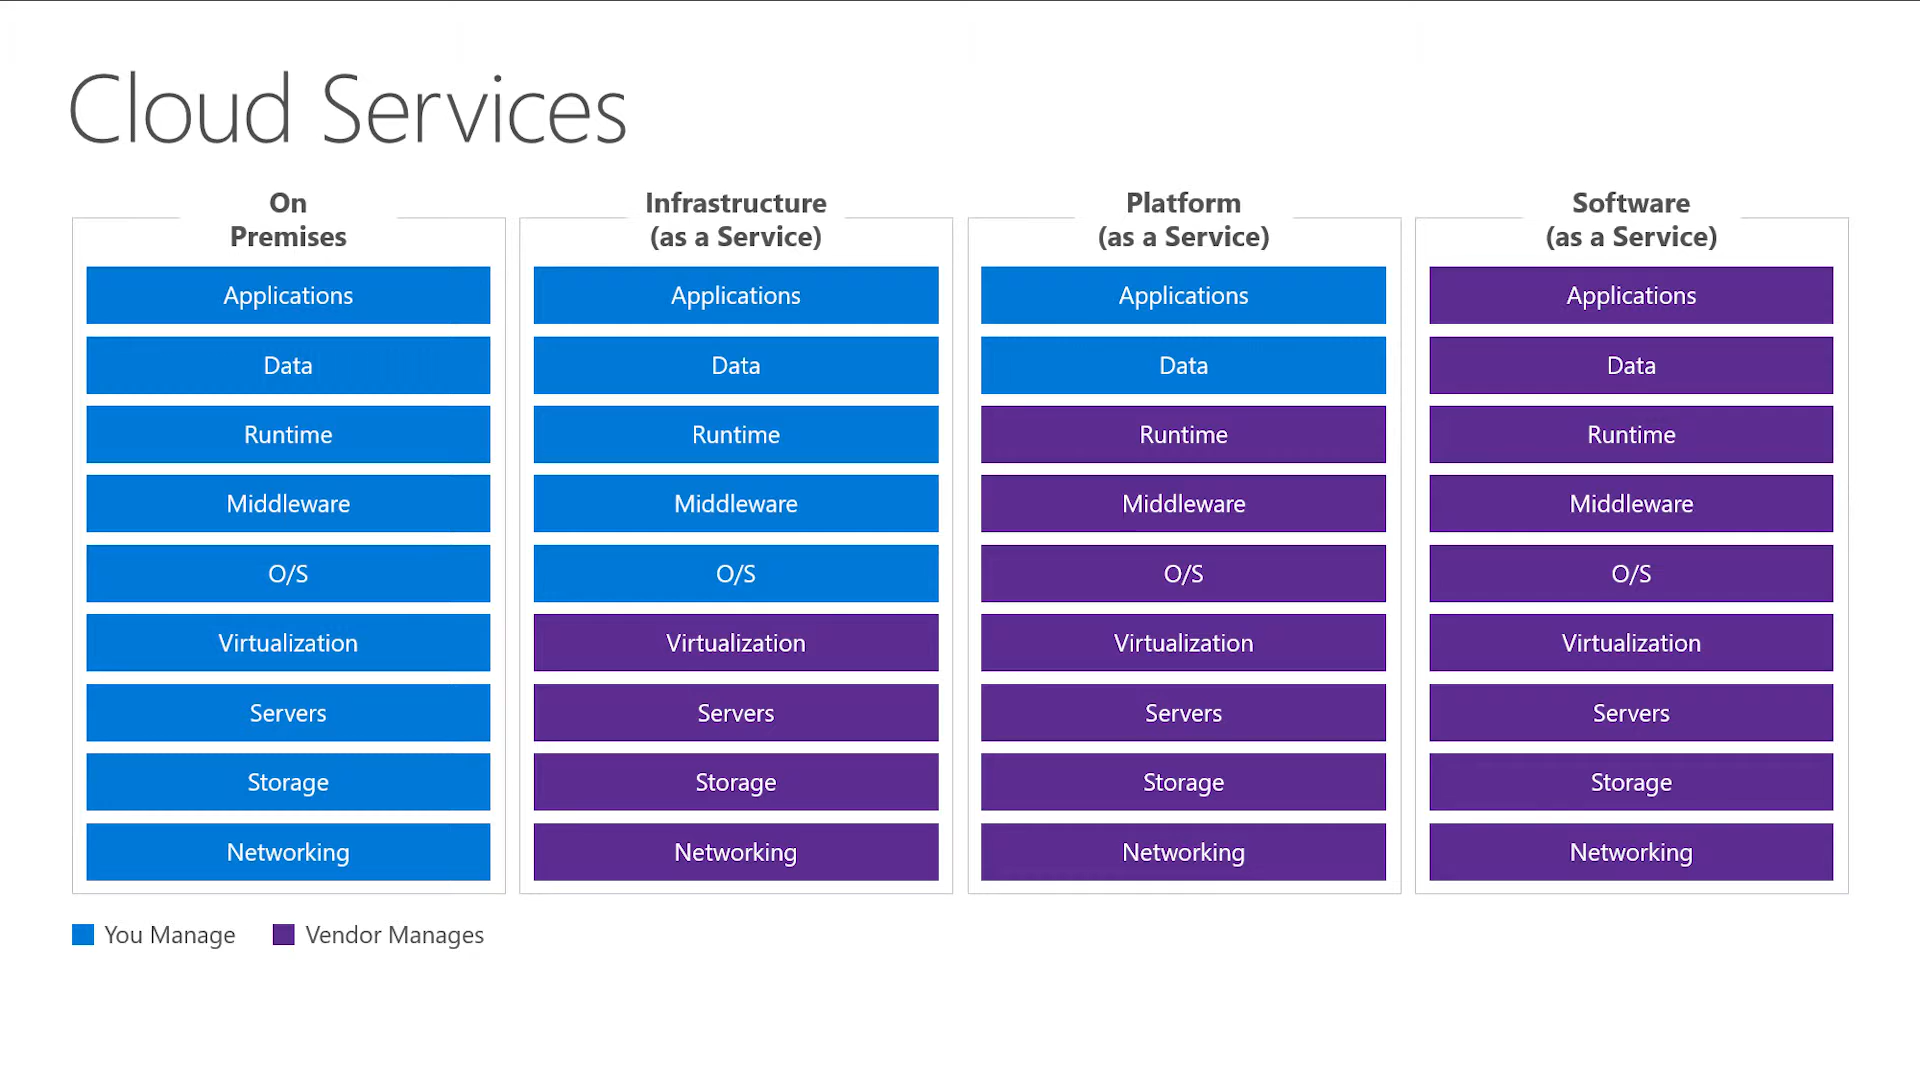 Cloud Services
On
Premises
Applications
Data
Runtime
Middleware
O/S
Virtualization
Servers
Storage
Networking
Infrastructure
(as a Service)
Applications
Data
Runtime
Middleware
O/S
Virtualization
Servers
Storage
Networking
Platform
(as a Service)
Applications
Data
Runtime
Middleware
O/S
Virtualization
Servers
Storage
Networking
Software
(as a Service)
Applications
Data
Runtime
Middleware
O/S
Virtualization
Servers
Storage
Networking
You Manage
Vendor Manages